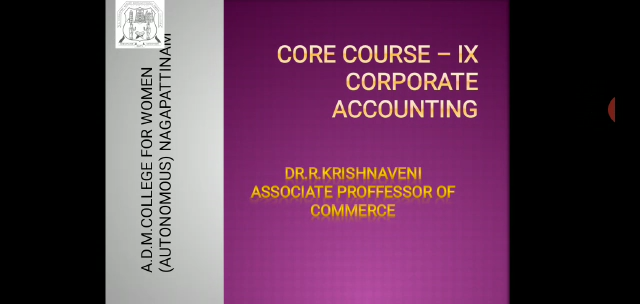 A.D.M.COLLEGE FOR WOMEN
(AUTONOMOUS) NAGAPATTINAM
CORE COURSE – IX
CORPORATE
ACCOUNTING
DR.R.KRISHNAVENI
ASSOCIATE PROFFESSOR OF
COMMERCE